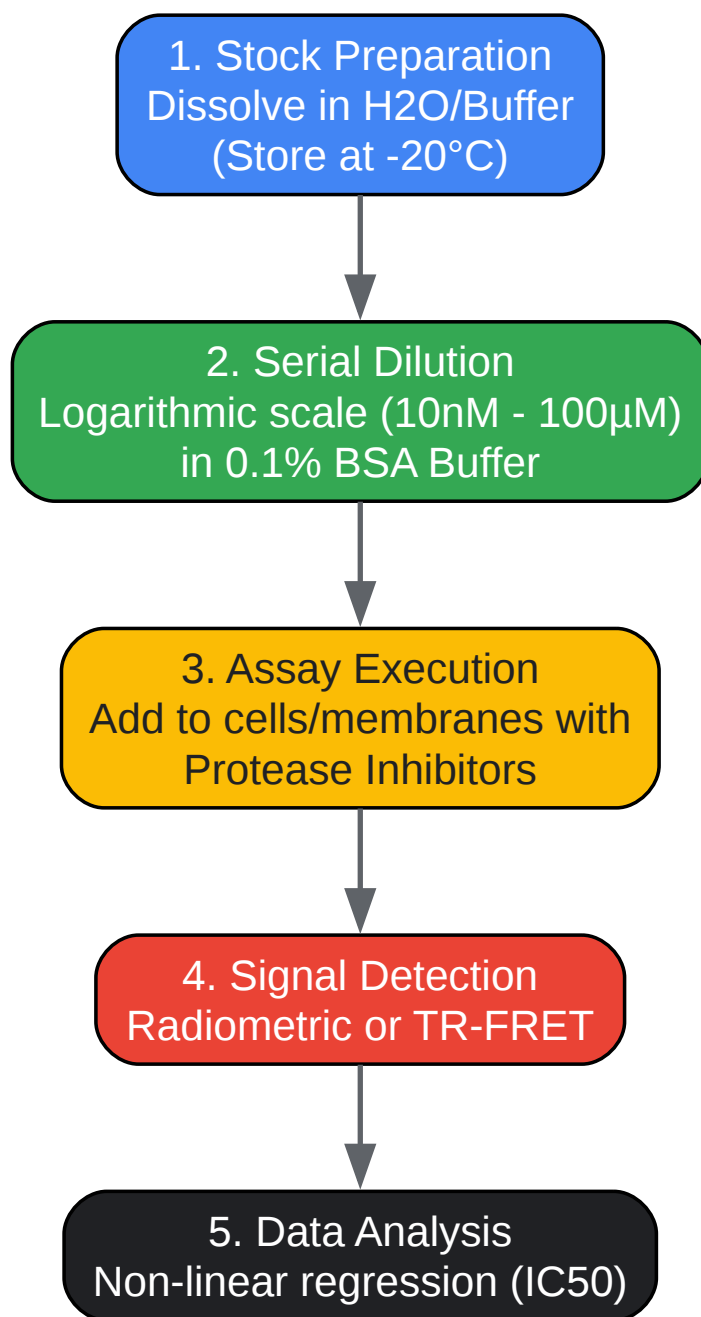 1. Stock Preparation
Dissolve in H2O/Buffer
(Store at -20°C)
2. Serial Dilution
Logarithmic scale (10nM - 100µM)
in 0.1% BSA Buffer
3. Assay Execution
Add to cells/membranes with
Protease Inhibitors
4. Signal Detection
Radiometric or TR-FRET
5. Data Analysis
Non-linear regression (IC50)